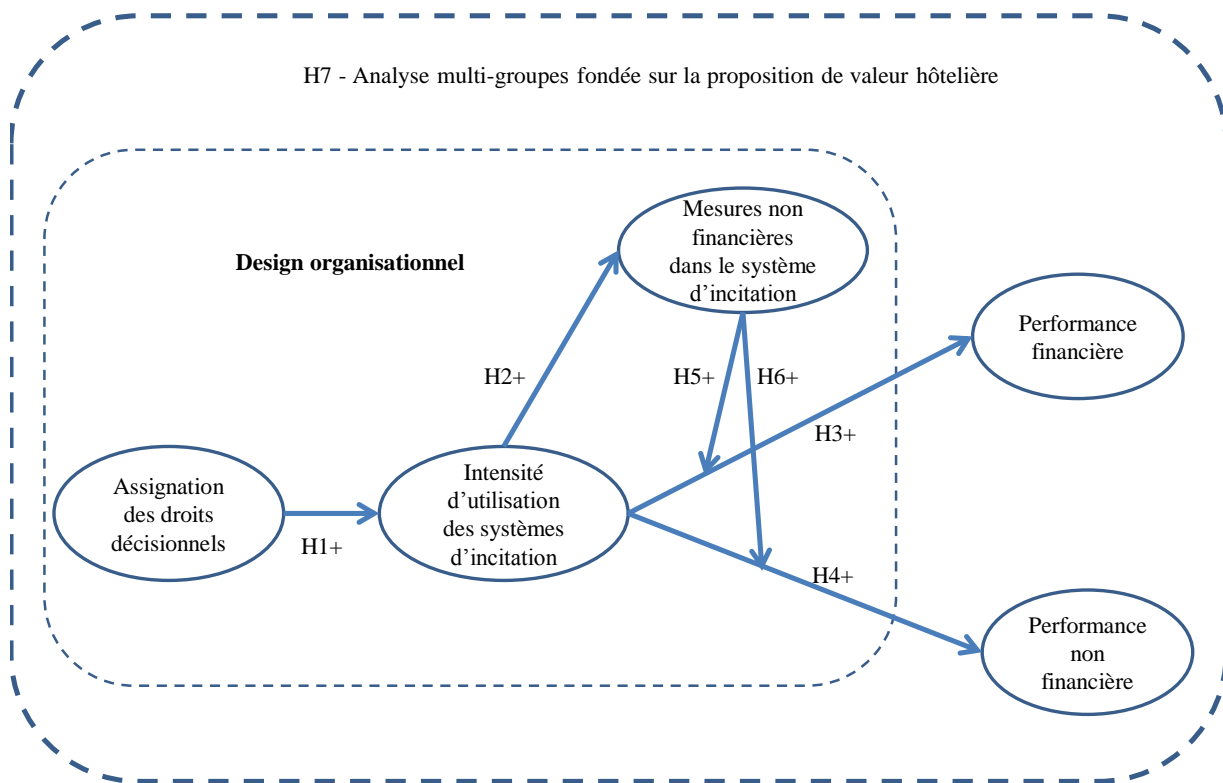 H7 - Analyse multi-groupes fondée sur la proposition de valeur hôtelière
Mesures non
financières
dans le système
d’incitation
Design organisationnel
Performance
financière
H2+
H5+
H6+
H3+
Assignation
des droits
décisionnels
H1+
Intensité
d’utilisation
des systèmes
d’incitation
H4+
Performance
non
financière